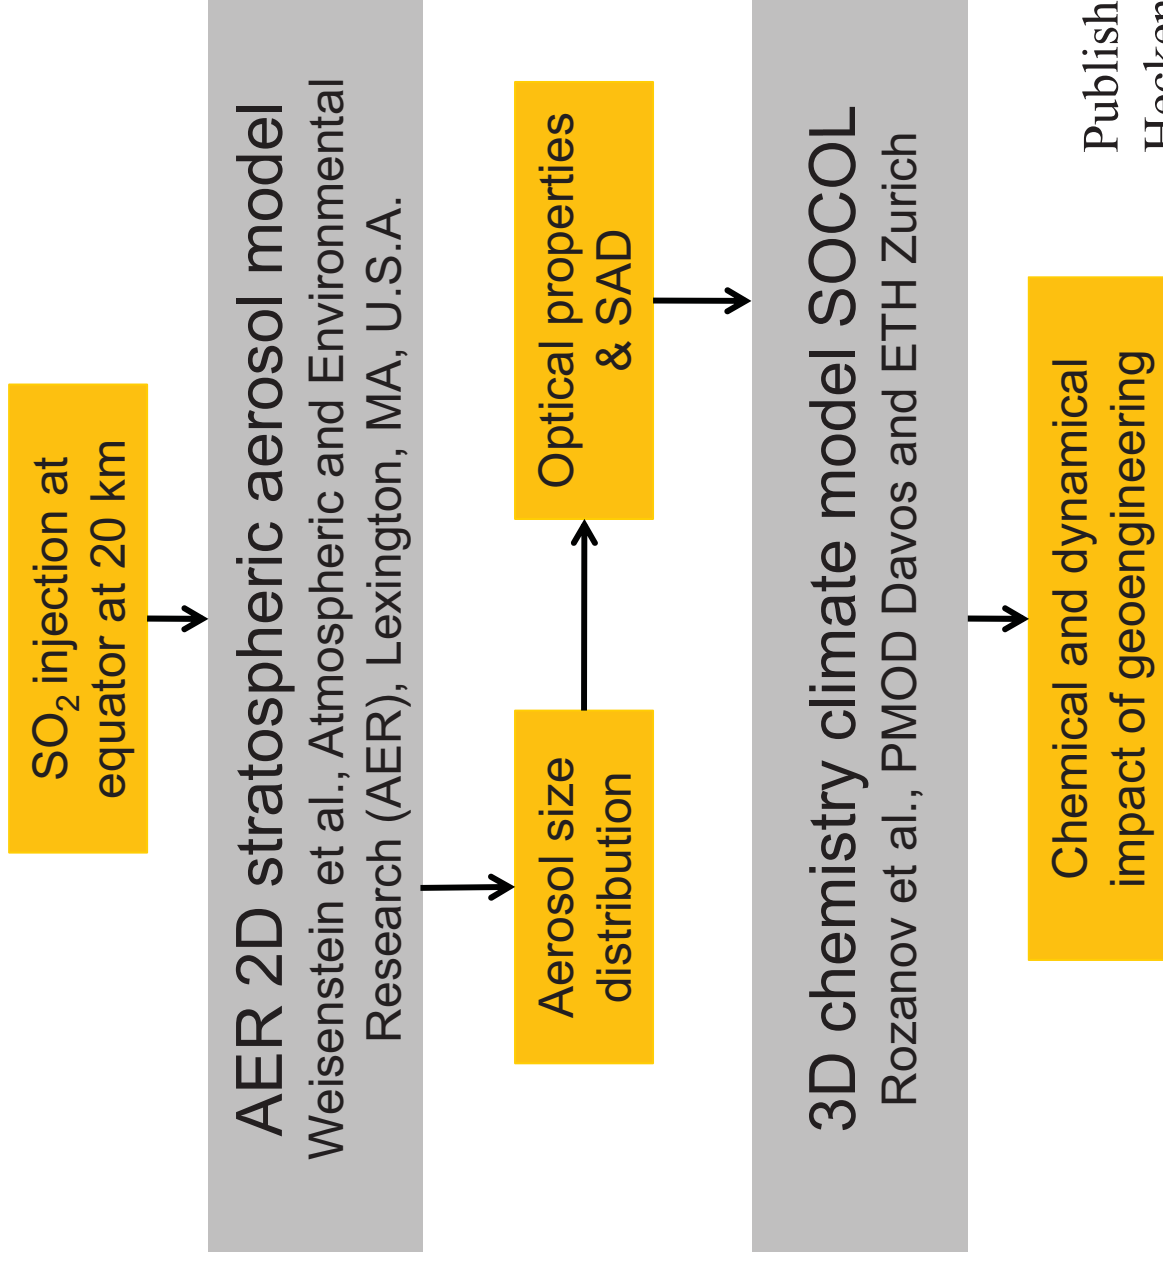 SO₂ injection at
equator at 20 km
AER 2D stratospheric aerosol model
Weisenstein et al., Atmospheric and Environmental
Research (AER), Lexington, MA, U.S.A.
Aerosol size
distribution
Optical properties
& SAD
3D chemistry climate model SOCOL
Rozanov et al., PMOD Davos and ETH Zurich
Chemical and dynamical
impact of geoengineering
Publish